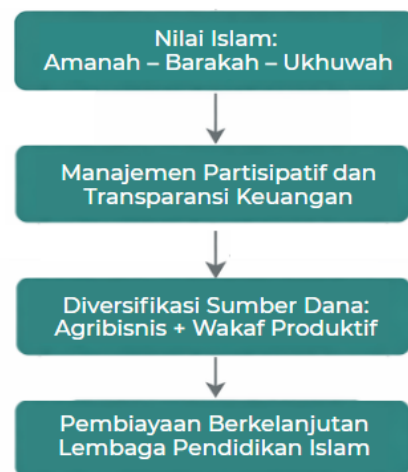 Nilai Islam:
Amanah – Barakah – Ukhuwah
Manajemen Partisipatif dan
Transparansi Keuangan
Diversifikasi Sumber Dana:
Agribisnis + Wakaf Produktif
Pembiayaan Berkelanjutan
Lembaga Pendidikan Islam